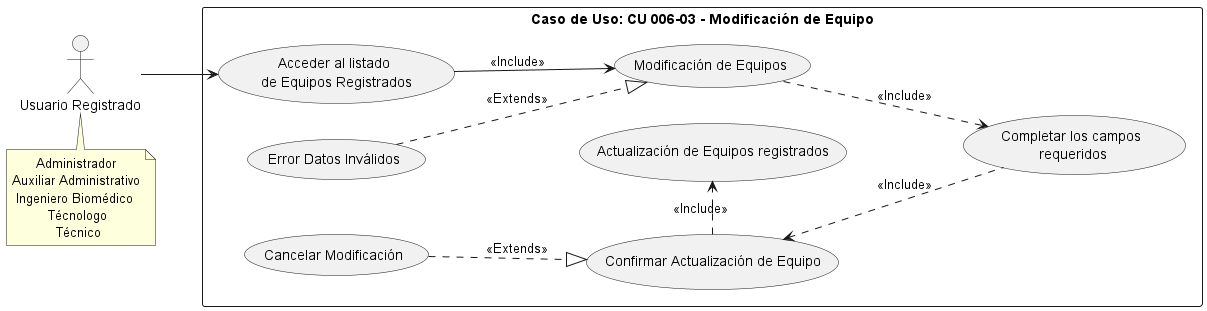 Caso de Uso: CU 006-03 - Modificación de Equipo
Usuario Registrado
Administrador
Auxiliar Administrativo
Ingeniero Biomédico
Técnologo
Técnico
Acceder al listado
de Equipos Registrados
«Include»
Modificación de Equipos
«Extends»
Error Datos Inválidos
«Include»
Completar los campos
requeridos
Actualización de Equipos registrados
«Include»
«Include»
Cancelar Modificación
«Extends»
Confirmar Actualización de Equipo